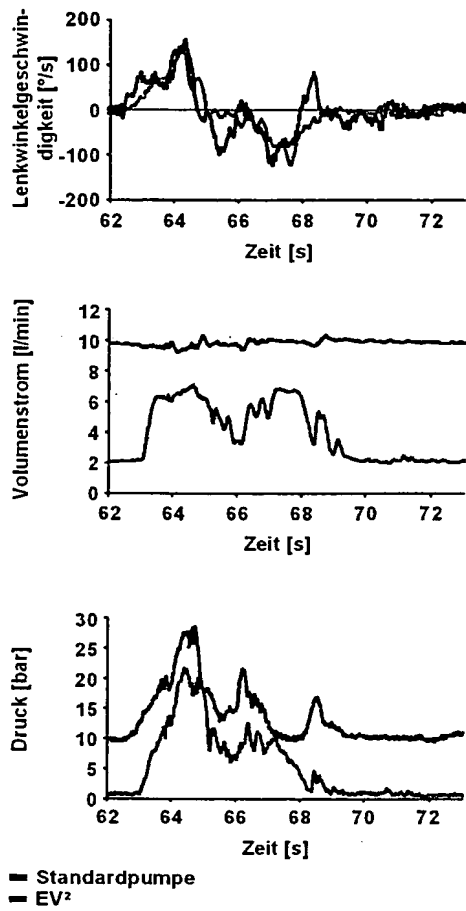 Lenkwinkelgeschwin-
digkeit [°/s]
200
100
0
-100
-200
62 64 66 68 70 72
Zeit [s]
Volumenstrom [l/min]
12
10
8
6
4
2
0
62 64 66 68 70 72
Zeit [s]
Druck [bar]
30
25
20
15
10
5
0
62 64 66 68 70 72
Zeit [s]
Standardpumpe
EV²